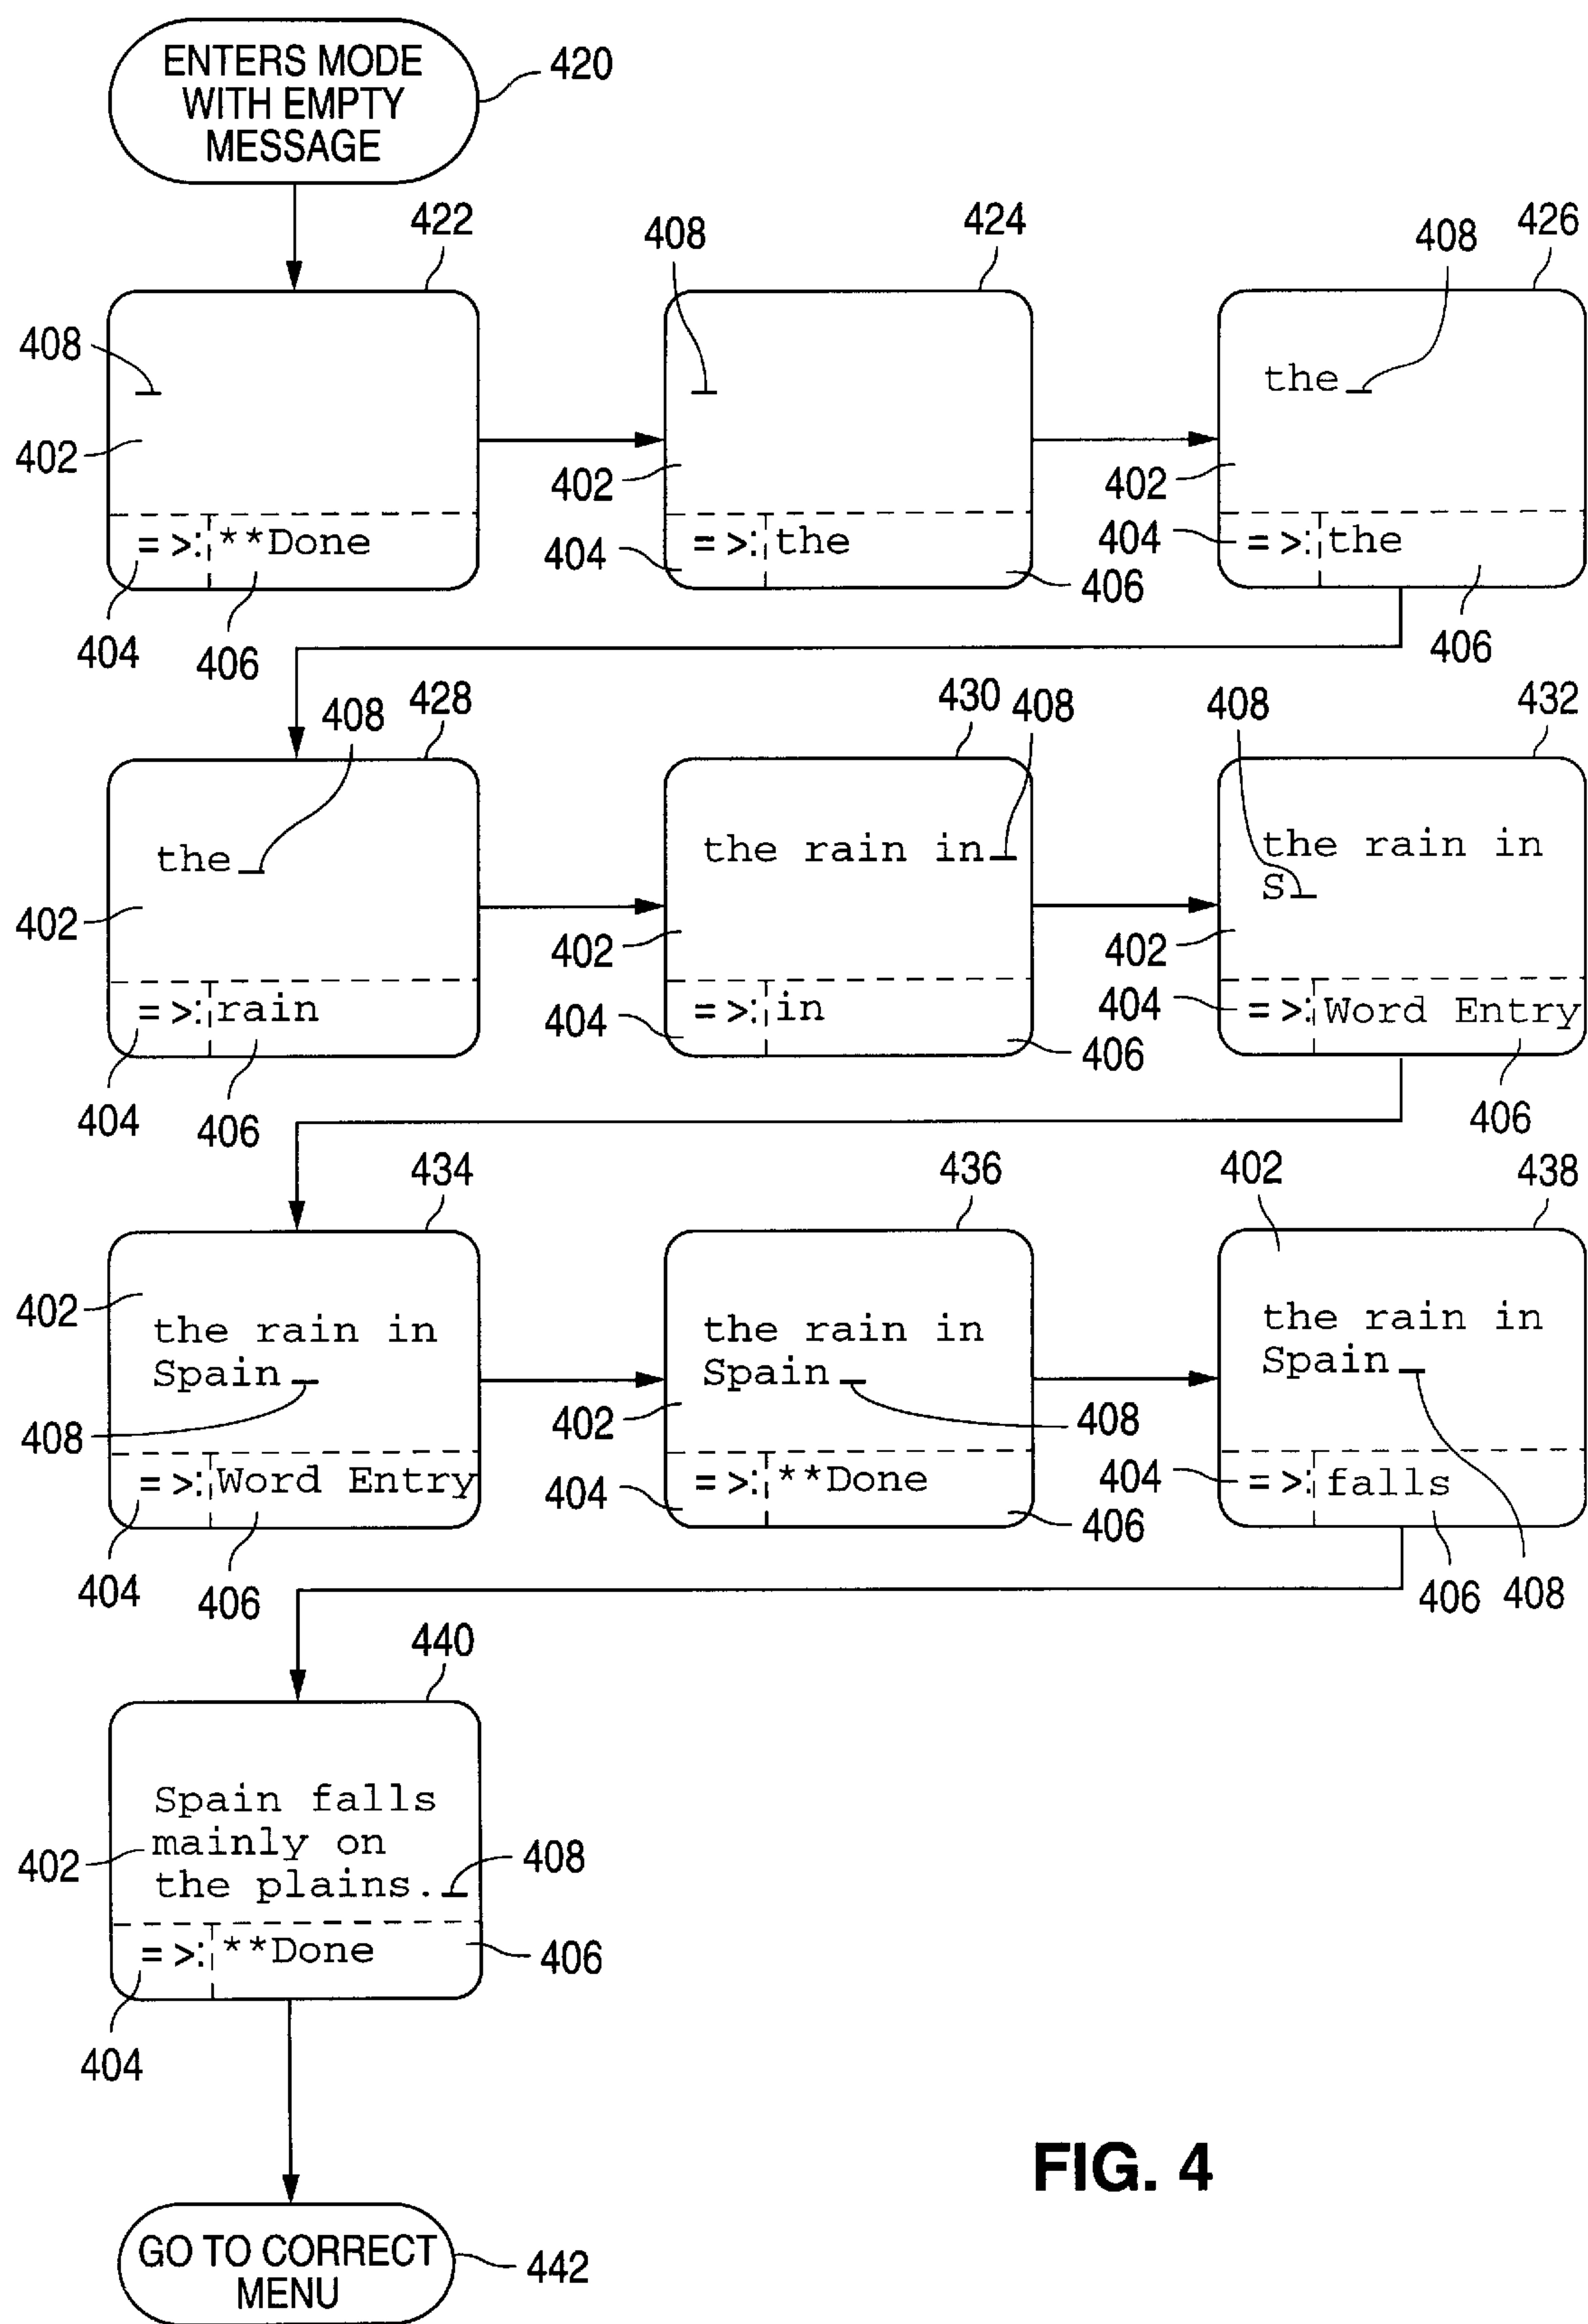 ENTERS MODE
WITH EMPTY
MESSAGE
420
422
408
424
426
408
408
the
402
402
402
= >: **Done
404
= >: the
404
= >: the
406
404
406
406
408
428
430
408
408
432
the
the rain in
the rain in
S
402
402
402
= >: rain
404
= >: in
404
= >: Word Entry
406
404
406
406
434
436
402
438
402
the rain in
Spain
the rain in
Spain
the rain in
Spain
408
402
408
= >: Word Entry
404
= >: **Done
404
= >: falls
406
404
406
406
408
440
Spain falls
mainly on
the plains.
402
408
= >: **Done
406
404
FIG. 4
GO TO CORRECT
MENU
442